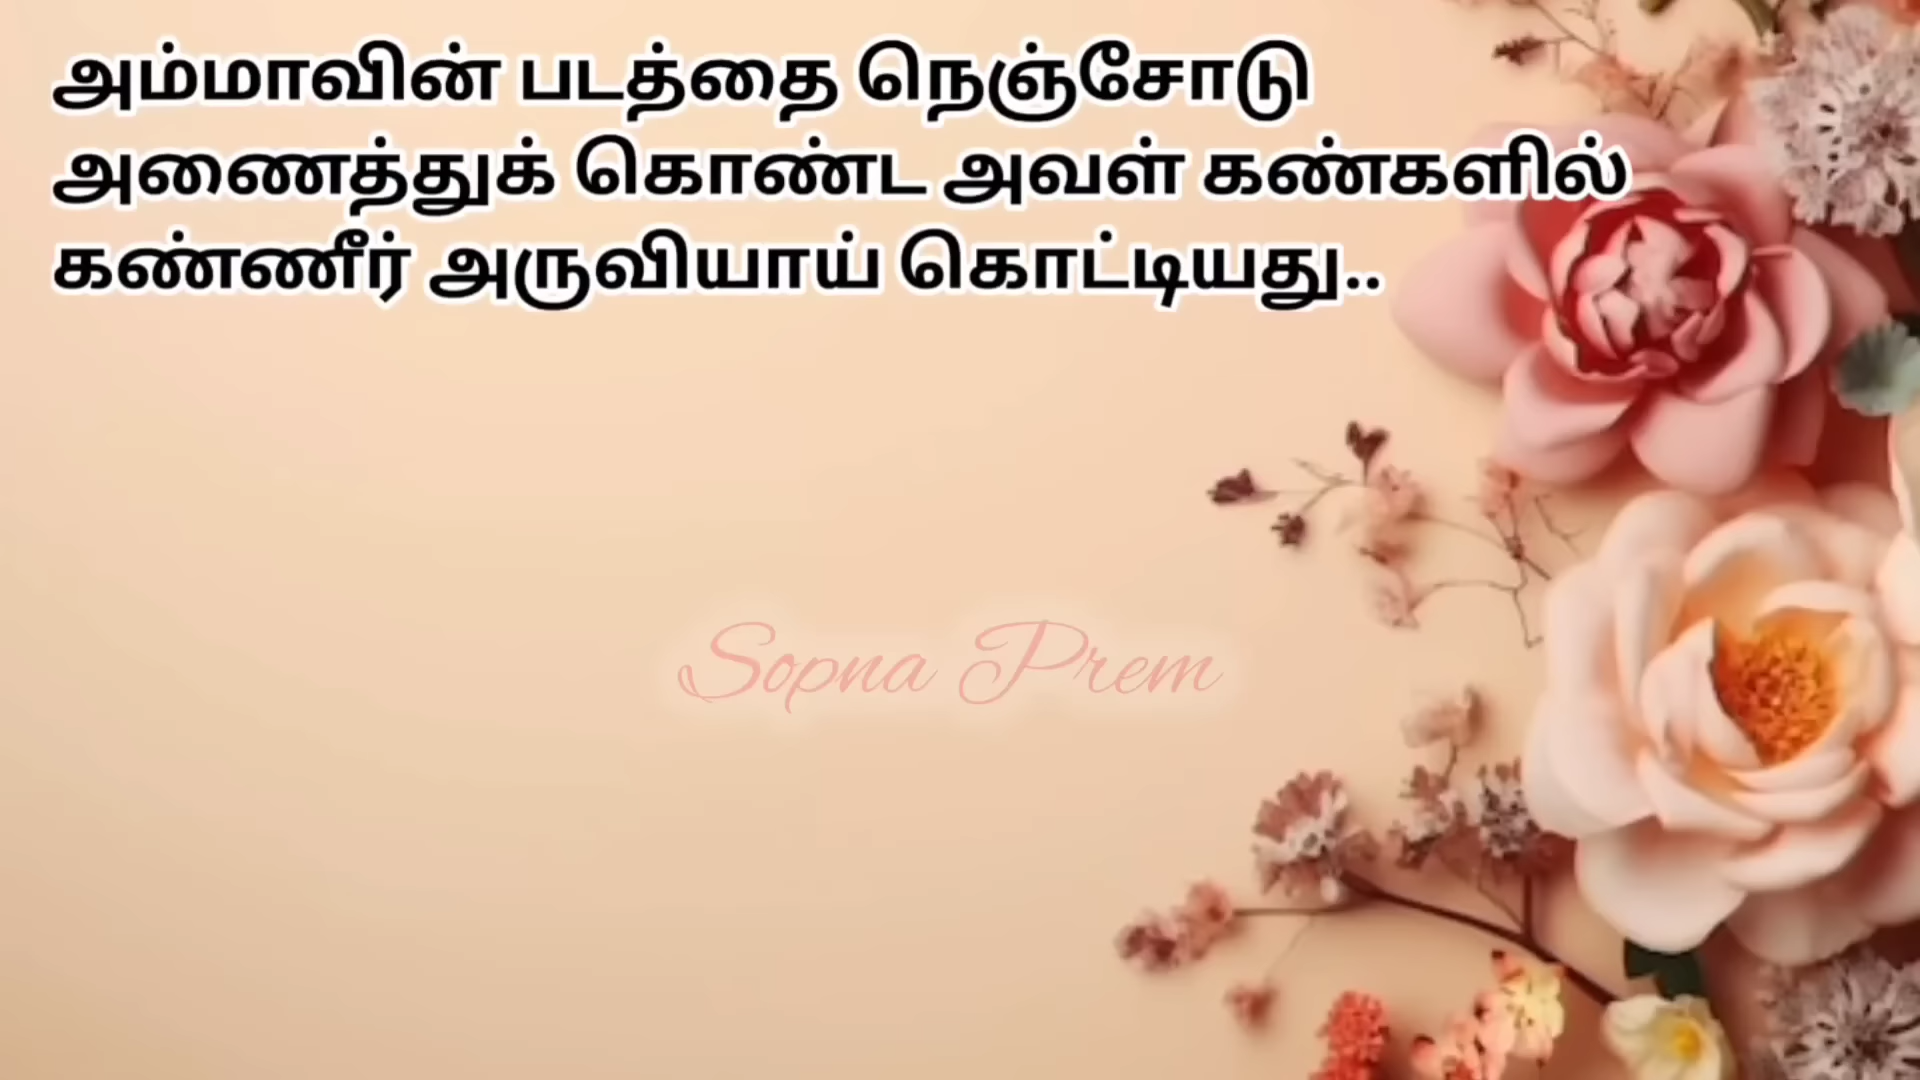 அம்மாவின் படத்தை நெஞ்சோடு
அணைத்துக் கொண்ட அவள் கண்களில்
கண்ணீர் அருவியாய் கொட்டியது..
Sopna Prem